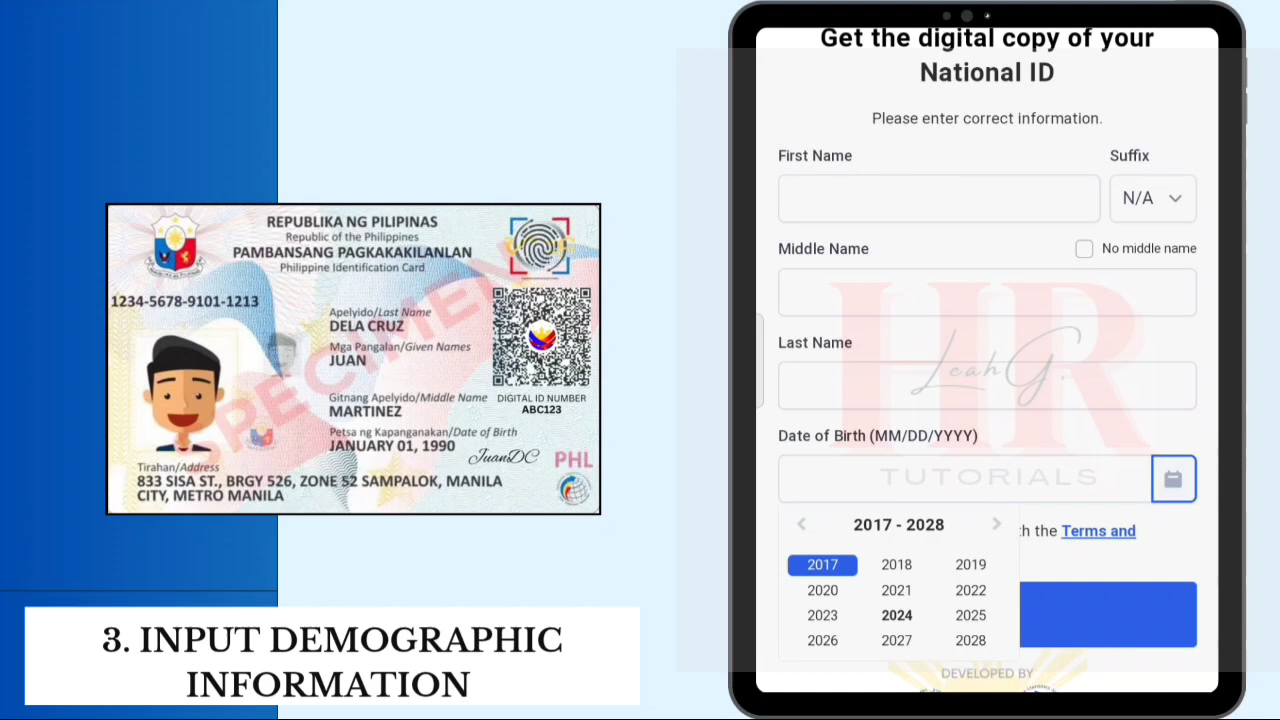 REPUBLIKA NG PILIPINAS
Republic of the Philippines
PAMBANSANG PAGKAKAKILANLAN
Philippine Identification Card
1234-5678-9101-1213
SPECIMEN
Apelyido/Last Name
DELA CRUZ
Mga Pangalan/Given Names
JUAN
Gitnang Apelyido/Middle Name
MARTINEZ
Petsa ng Kapanganakan/Date of Birth
JANUARY 01, 1990
DIGITAL ID NUMBER
ABC123
JuanDC
PHL
Tirahan/Address
833 SISA ST., BRGY 526, ZONE 52 SAMPALOK, MANILA
CITY, METRO MANILA
3. INPUT DEMOGRAPHIC
INFORMATION
Get the digital copy of your
National ID
Please enter correct information.
First Name
Suffix
N/A
Middle Name
No middle name
Last Name
HR
Leah G.
TUTORIALS
Date of Birth (MM/DD/YYYY)
2017 - 2028
th the Terms and
2017 2018 2019
2020 2021 2022
2023 2024 2025
2026 2027 2028
DEVELOPED BY